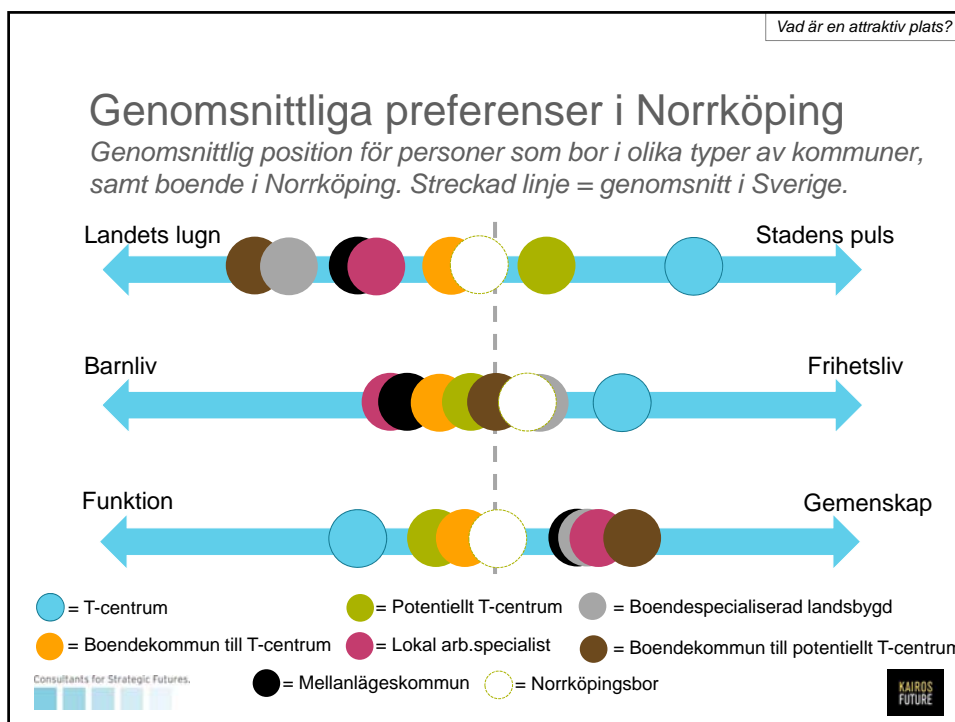 Vad är en attraktiv plats?
Genomsnittliga preferenser i Norrköping
Genomsnittlig position för personer som bor i olika typer av kommuner,
samt boende i Norrköping. Streckad linje = genomsnitt i Sverige.
Landets lugn
Stadens puls
Barnliv
Frihetsliv
Funktion
Gemenskap
= T-centrum
= Potentiellt T-centrum
= Boendespecialiserad landsbygd
= Boendekommun till T-centrum
= Lokal arb.specialist
= Boendekommun till potentiellt T-centrum
= Mellanlägeskommun
= Norrköpingsbor
Consultants for Strategic Futures.
KAIROS
FUTURE